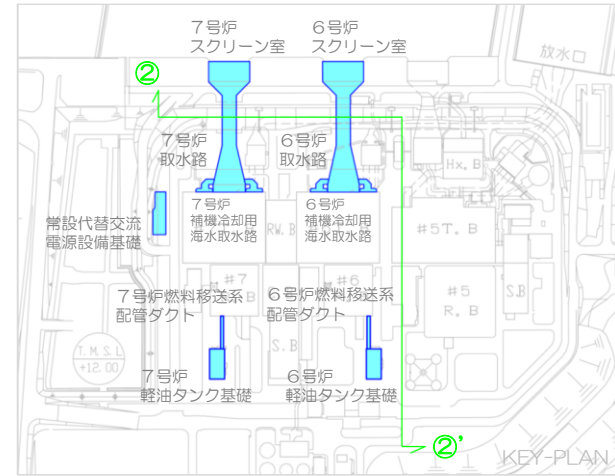 7号炉
スクリーン室
6号炉
スクリーン室
放水口
②
7号炉
取水路
6号炉
取水路
Hx.B
7号炉
補機冷却用
海水取水路
RW.B
6号炉
補機冷却用
海水取水路
#5T.B
常設代替交流
電源設備基礎
#7
#6
7号炉燃料移送系
配管ダクト
6号炉燃料移送系
配管ダクト
#5
R.B
S.B
S.B
T.M.S.L
+12.00
7号炉
軽油タンク基礎
6号炉
軽油タンク基礎
②'
KEY-PLAN